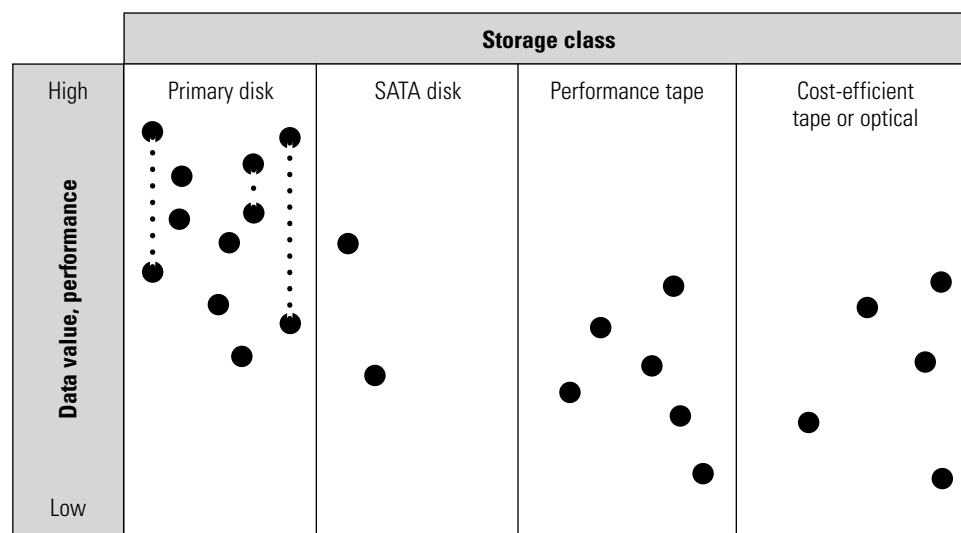 Storage class
High
Primary disk
SATA disk
Performance tape
Cost-efficient
tape or optical
Data value, performance
Low